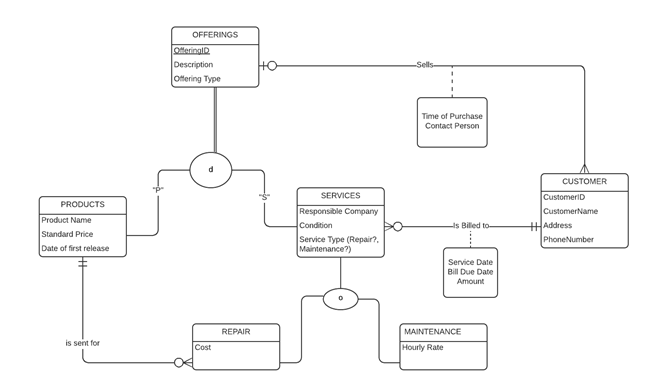 OFFERINGS
OfferingID
Description
Offering Type
Sells
Time of Purchase
Contact Person
d
"P"
"S"
PRODUCTS
Product Name
Standard Price
Date of first release
SERVICES
Responsible Company
Condition
Service Type (Repair?,
Maintenance?)
CUSTOMER
CustomerID
CustomerName
Address
PhoneNumber
Is Billed to
Service Date
Bill Due Date
Amount
o
is sent for
REPAIR
Cost
MAINTENANCE
Hourly Rate